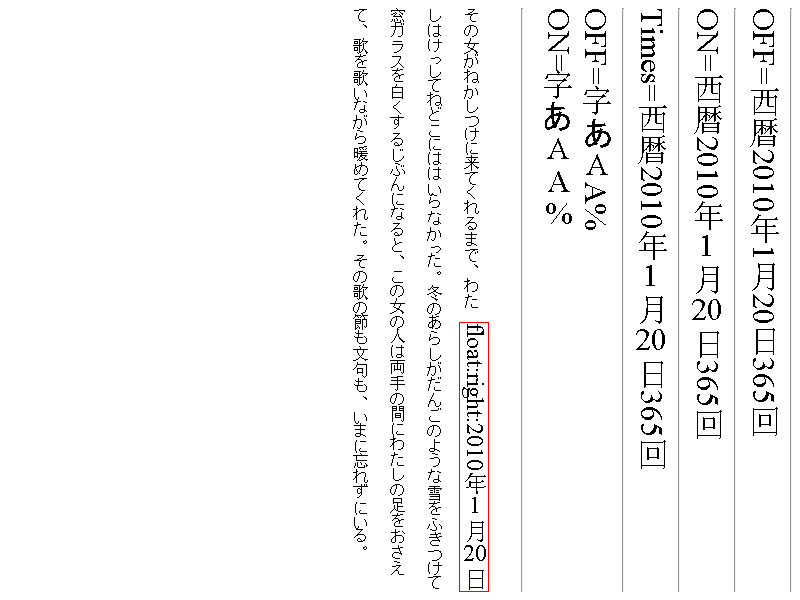 OFF=西暦2010年1月20日365回
ON=西暦2010年1月20日365回
Times=西暦2010年1月20日365回
OFF=字あAA%
ON=字あAA%
その女がねかしつけに来てくれるまで、わた
float:right:2010年1月20日
しはけっしてねどこにははいらなかった。冬のあらしがだんごのような雪をふきつけて
窓ガラスを白くするじぶんになると、この女の人は両手の間にわたしの足をおさえ
て、歌を歌いながら暖めてくれた。その歌の節も文句も、いまに忘れずにいる。